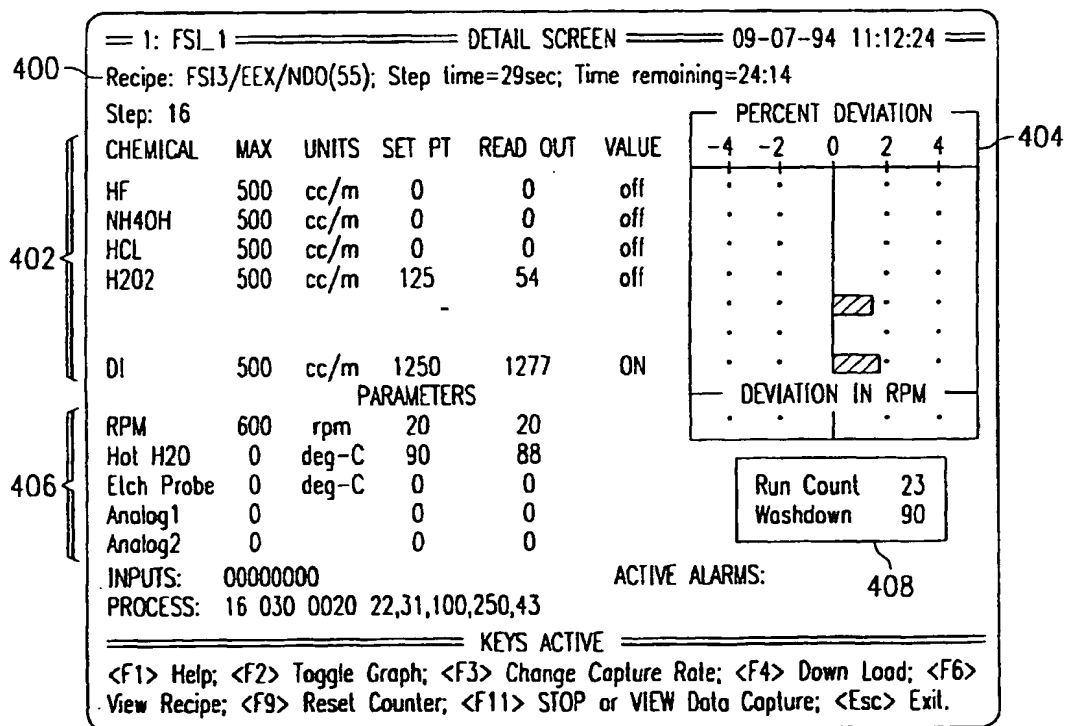 1: FSI_1 DETAIL SCREEN 09-07-94 11:12:24
400
Recipe: FSI3/EEX/NDO(55); Step time=29sec; Time remaining=24:14
Step: 16
PERCENT DEVIATION
-4 -2 0 2 4
404
CHEMICAL MAX UNITS SET PT READ OUT VALUE
HF 500 cc/m 0 0 off
NH4OH 500 cc/m 0 0 off
HCL 500 cc/m 0 0 off
402
H2O2 500 cc/m 125 54 off
DI 500 cc/m 1250 1277 ON
PARAMETERS
DEVIATION IN RPM
RPM 600 rpm 20 20
Hot H2O 0 deg-C 90 88
406
Etch Probe 0 deg-C 0 0
Analog1 0 0 0
Analog2 0 0 0
Run Count 23
Washdown 90
408
INPUTS: 00000000 ACTIVE ALARMS:
PROCESS: 16 030 0020 22,31,100,250,43
KEYS ACTIVE
<F1> Help; <F2> Toggle Graph; <F3> Change Capture Rate; <F4> Down Load; <F6>
View Recipe; <F9> Reset Counter; <F11> STOP or VIEW Data Capture; <Esc> Exit.